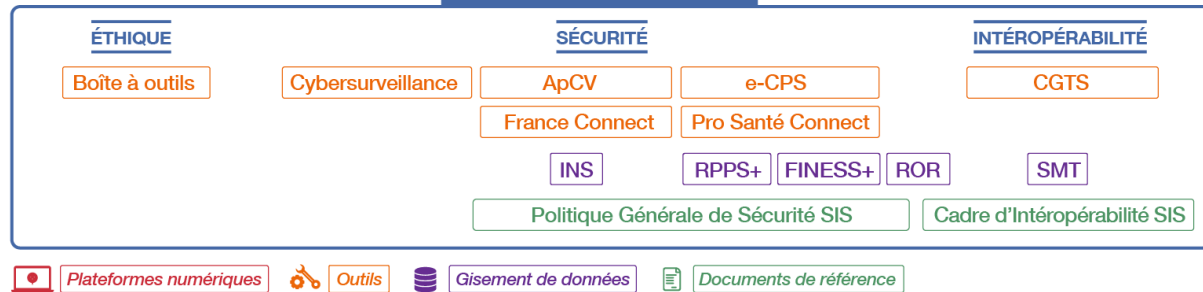 ÉTHIQUE SÉCURITÉ INTÉROPÉRABILITÉ
Boîte à outils Cybersurveillance ApCV e-CPS CGTS
France Connect Pro Santé Connect
INS RPPS+ FINESS+ ROR SMT
Politique Générale de Sécurité SIS Cadre d'Intéropérabilité SIS
Plateformes numériques Outils Gisement de données Documents de référence